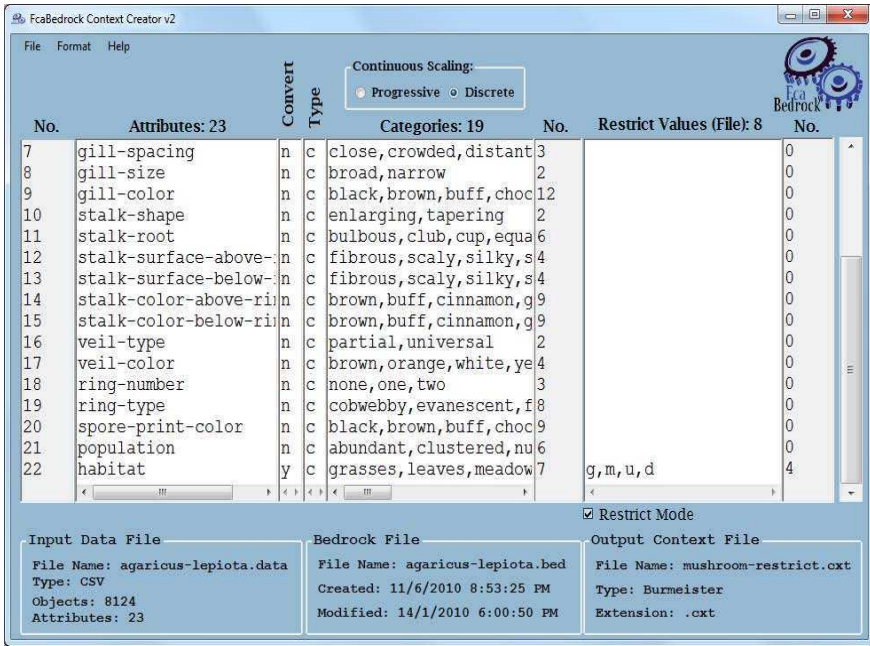 FcaBedrock Context Creator v2
File Format Help
Continuous Scaling:
Progressive Discrete
Fca
Bedrock
No. Attributes: 23 Convert Type Categories: 19 No. Restrict Values (File): 8 No.
7 gill-spacing n c close,crowded,distant 3 0
8 gill-size n c broad,narrow 2 0
9 gill-color n c black,brown,buff,choc 12 0
10 stalk-shape n c enlarging,tapering 2 0
11 stalk-root n c bulbous,club,cup,equa 6 0
12 stalk-surface-above- n c fibrous,scaly,silky,s 4 0
13 stalk-surface-below- n c fibrous,scaly,silky,s 4 0
14 stalk-color-above-ri n c brown,buff,cinnamon,g 9 0
15 stalk-color-below-ri n c brown,buff,cinnamon,g 9 0
16 veil-type n c partial,universal 2 0
17 veil-color n c brown,orange,white,ye 4 0
18 ring-number n c none,one,two 3 0
19 ring-type n c cobwebby,evanescent,f 8 0
20 spore-print-color n c black,brown,buff,choc 9 0
21 population n c abundant,clustered,nu 6 0
22 habitat y c grasses,leaves,meadow 7 g,m,u,d 4
Restrict Mode
Input Data File
File Name: agaricus-lepiota.data
Type: CSV
Objects: 8124
Attributes: 23
Bedrock File
File Name: agaricus-lepiota.bed
Created: 11/6/2010 8:53:25 PM
Modified: 14/1/2010 6:00:50 PM
Output Context File
File Name: mushroom-restrict.cxt
Type: Burmeister
Extension: .cxt